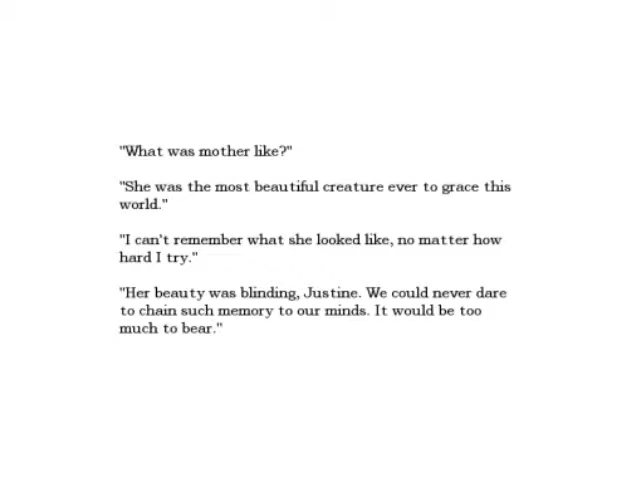 "What was mother like?"
"She was the most beautiful creature ever to grace this
world."
"I can't remember what she looked like, no matter how
hard I try."
"Her beauty was blinding, Justine. We could never dare
to chain such memory to our minds. It would be too
much to bear."